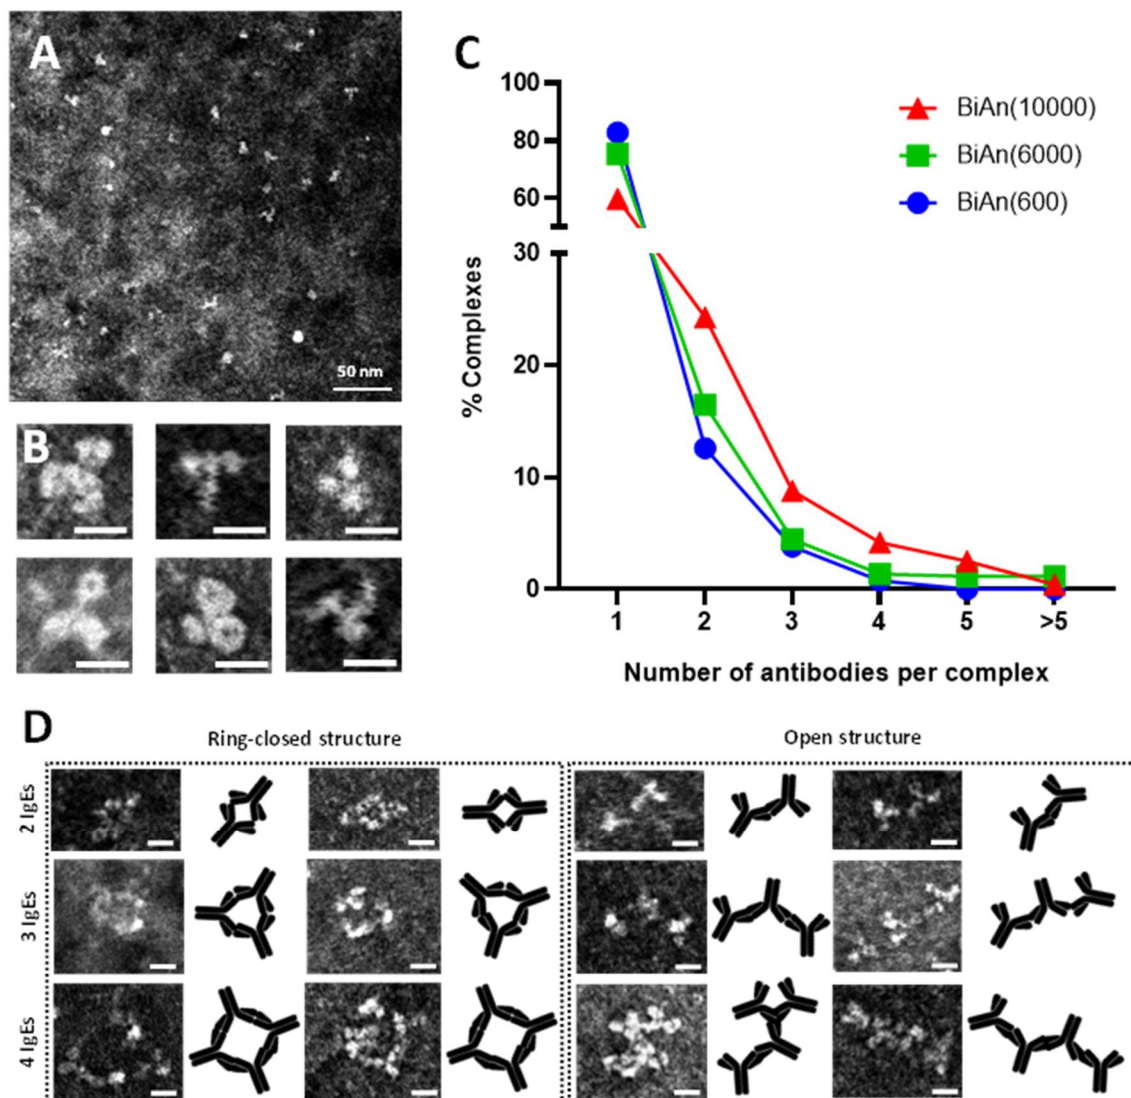 A
50 nm
B
C
100
80
60
30
20
10
0
% Complexes
1 2 3 4 5 >5
Number of antibodies per complex
BiAn(10000)
BiAn(6000)
BiAn(600)
D
Ring-closed structure
Open structure
2 IgEs
3 IgEs
4 IgEs